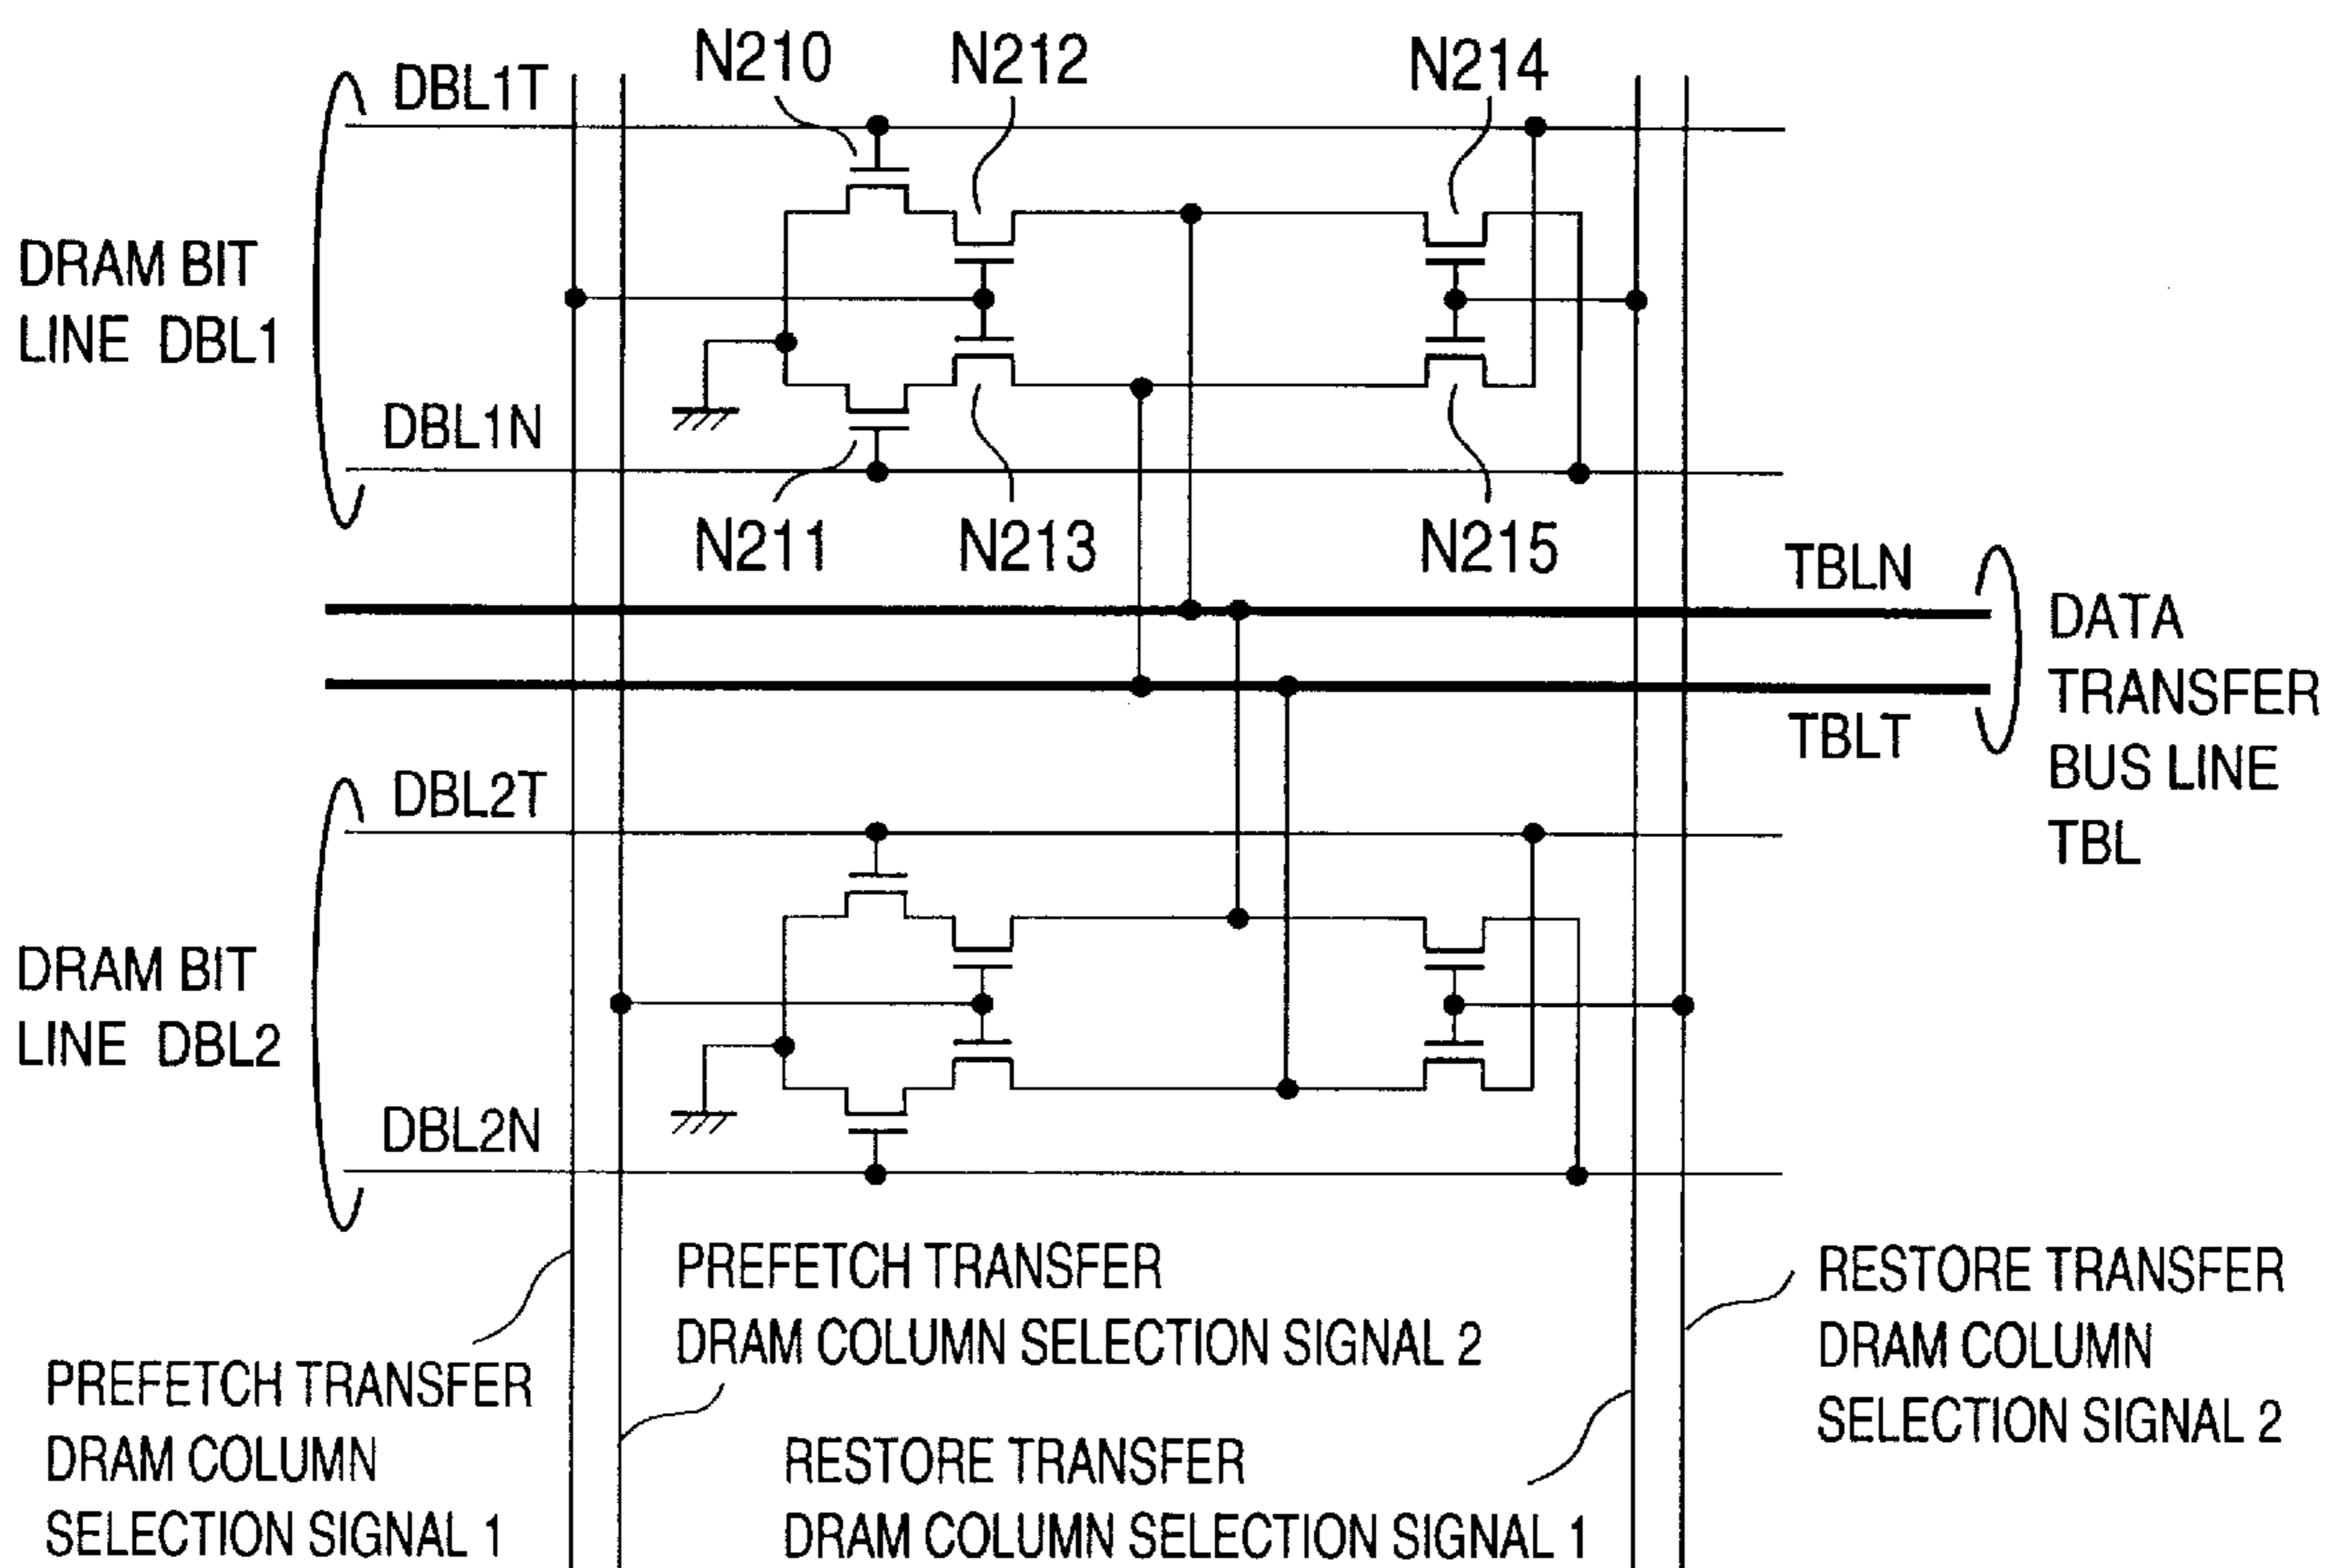 N210
N212
N214
DBL1T
DRAM BIT
LINE DBL1
DBL1N
N211
N213
N215
TBLN
DATA
TRANSFER
BUS LINE
TBL
TBLT
DBL2T
DRAM BIT
LINE DBL2
DBL2N
PREFETCH TRANSFER
DRAM COLUMN SELECTION SIGNAL 2
RESTORE TRANSFER
DRAM COLUMN
SELECTION SIGNAL 2
PREFETCH TRANSFER
DRAM COLUMN
SELECTION SIGNAL 1
RESTORE TRANSFER
DRAM COLUMN SELECTION SIGNAL 1